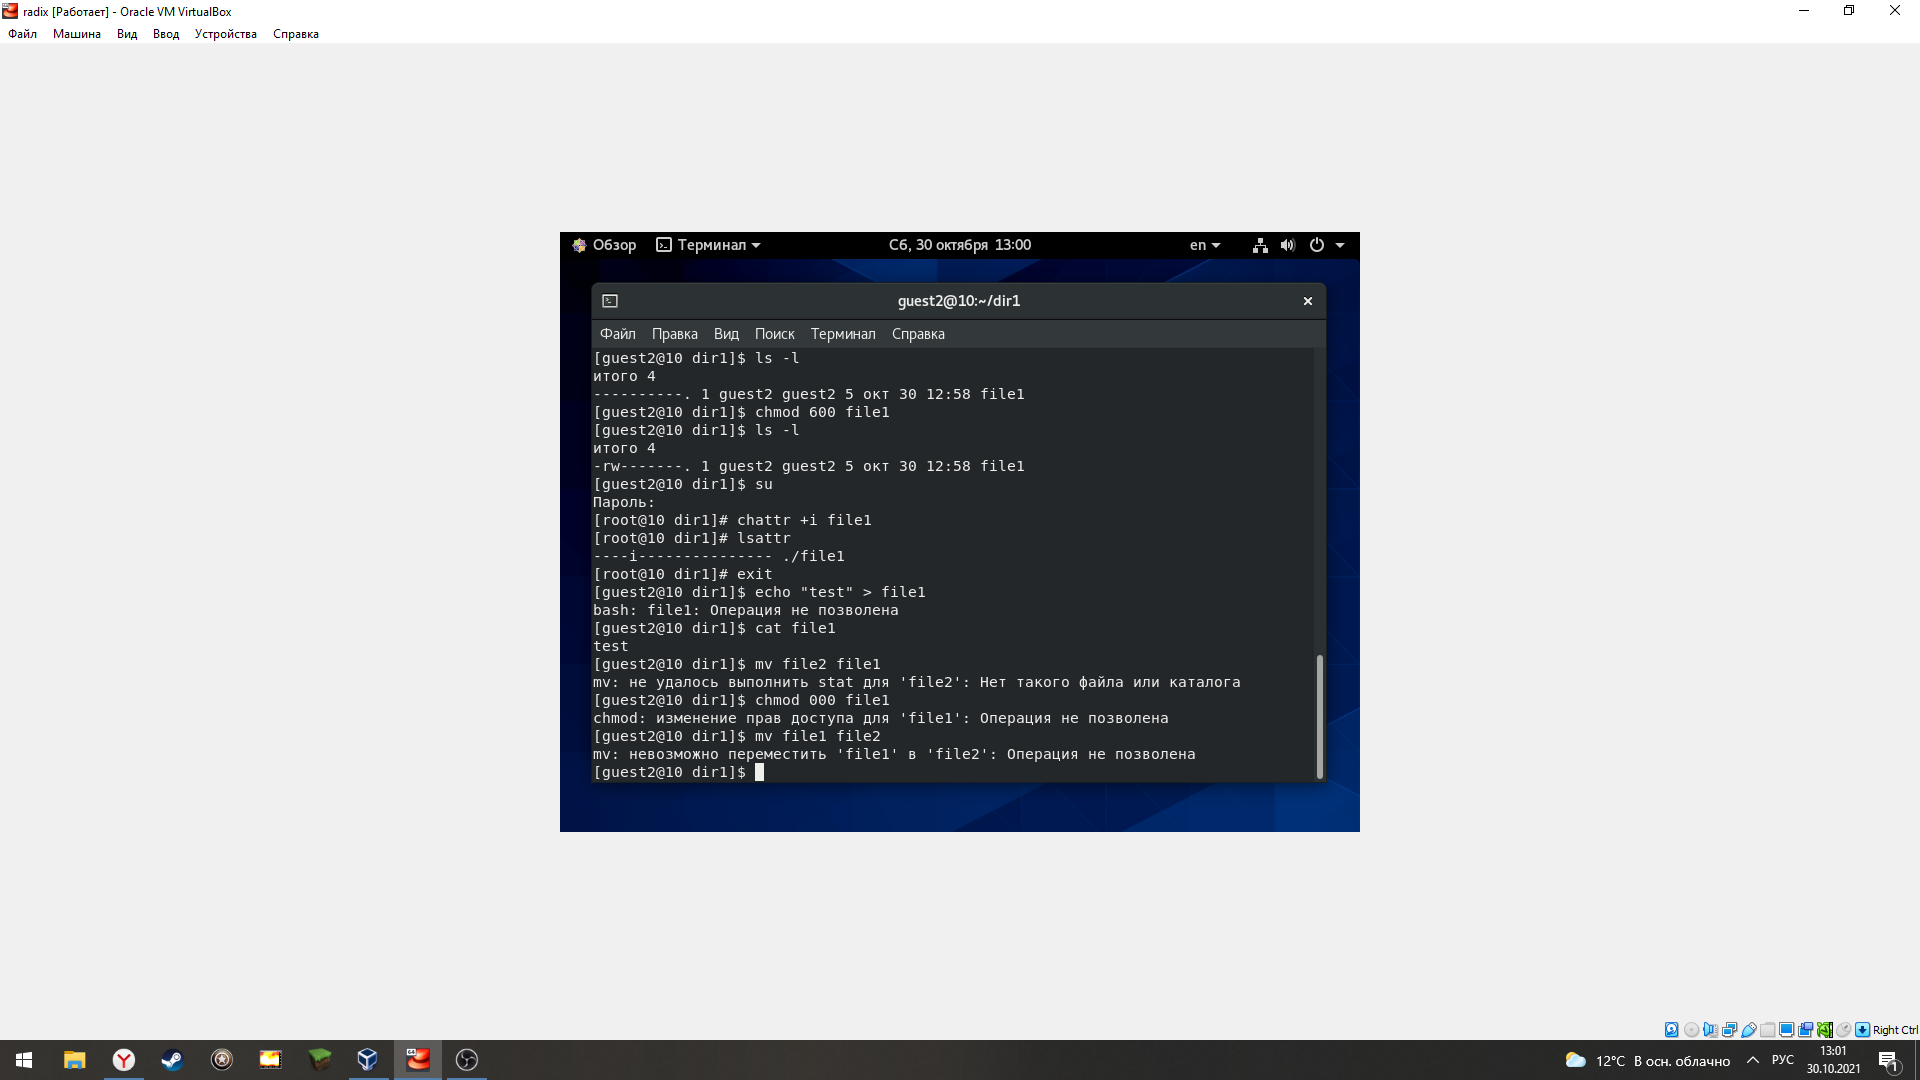 radix [Работает] - Oracle VM VirtualBox
Файл Машина Вид Ввод Устройства Справка
Обзор Терминал Сб, 30 октября 13:00 en
guest2@10:~/dir1
Файл Правка Вид Поиск Терминал Справка
[guest2@10 dir1]$ ls -l
итого 4
----------. 1 guest2 guest2 5 окт 30 12:58 file1
[guest2@10 dir1]$ chmod 600 file1
[guest2@10 dir1]$ ls -l
итого 4
-rw-------. 1 guest2 guest2 5 окт 30 12:58 file1
[guest2@10 dir1]$ su
Пароль:
[root@10 dir1]# chattr +i file1
[root@10 dir1]# lsattr
----i--------------- ./file1
[root@10 dir1]# exit
[guest2@10 dir1]$ echo "test" > file1
bash: file1: Операция не позволена
[guest2@10 dir1]$ cat file1
test
[guest2@10 dir1]$ mv file2 file1
mv: не удалось выполнить stat для 'file2': Нет такого файла или каталога
[guest2@10 dir1]$ chmod 000 file1
chmod: изменение прав доступа для 'file1': Операция не позволена
[guest2@10 dir1]$ mv file1 file2
mv: невозможно переместить 'file1' в 'file2': Операция не позволена
[guest2@10 dir1]$
Right Ctrl
12°C В осн. облачно РУС 13:01
30.10.2021
1